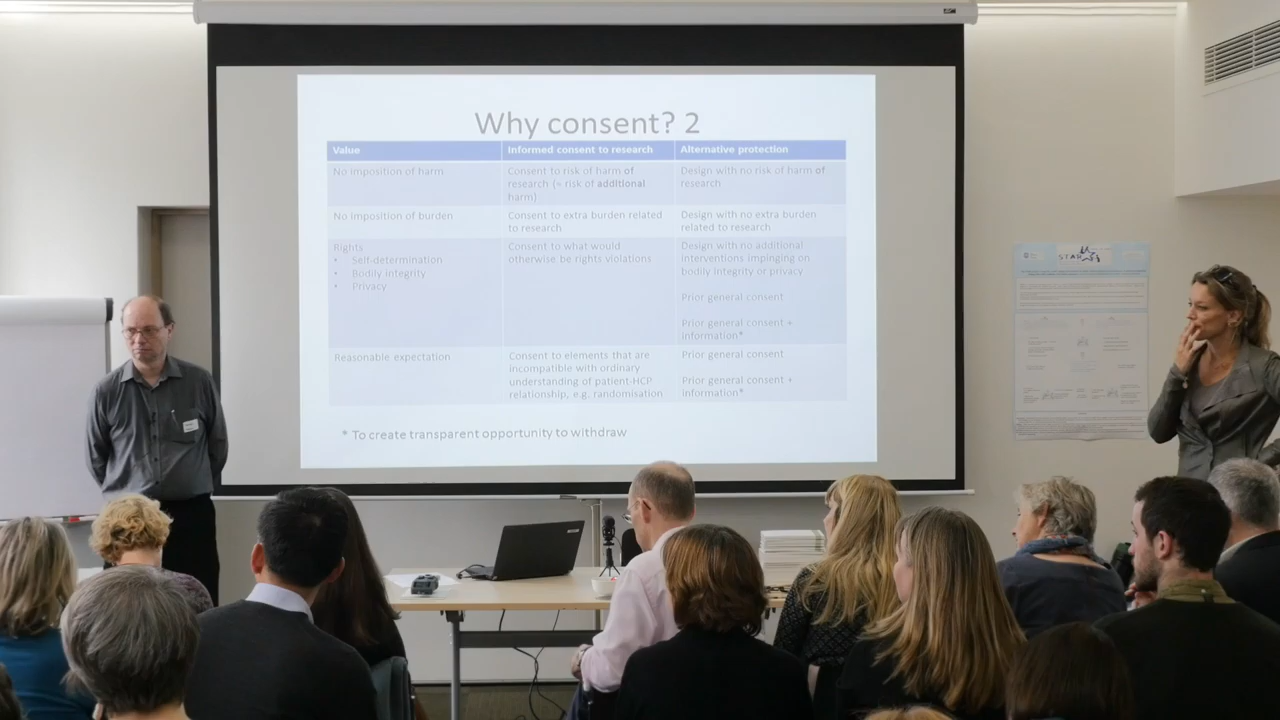 Why consent? 2
Value
Informed consent to research
Alternative protection
No imposition of harm
Consent to risk of harm of
research (≈ risk of additional
harm)
Design with no risk of harm of
research
No imposition of burden
Consent to extra burden related
to research
Design with no extra burden
related to research
Rights
• Self-determination
• Bodily integrity
• Privacy
Consent to what would
otherwise be rights violations
Design with no additional
interventions impinging on
bodily integrity or privacy
Prior general consent
Prior general consent +
information*
Reasonable expectation
Consent to elements that are
incompatible with ordinary
understanding of patient-HCP
relationship, e.g. randomisation
Prior general consent
Prior general consent +
information*
* To create transparent opportunity to withdraw